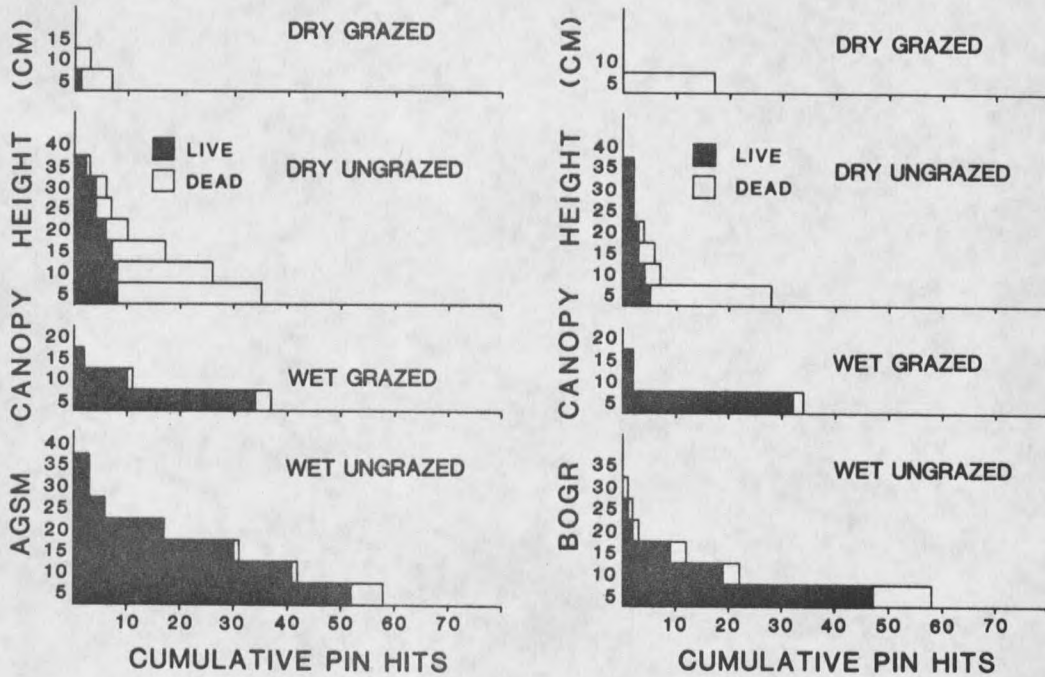 DRY GRAZED
15
10
5
40
35
30
25
20
15
10
5
LIVE
DEAD
DRY UNGRAZED
20
15
10
5
WET GRAZED
40
35
30
25
20
15
10
5
WET UNGRAZED
10 20 30 40 50 60 70
CUMULATIVE PIN HITS
AGSM CANOPY HEIGHT (CM)
DRY GRAZED
10
5
40
35
30
25
20
15
10
5
LIVE
DEAD
DRY UNGRAZED
20
15
10
5
WET GRAZED
35
30
25
20
15
10
5
WET UNGRAZED
10 20 30 40 50 60 70
CUMULATIVE PIN HITS
BOGR CANOPY HEIGHT (CM)